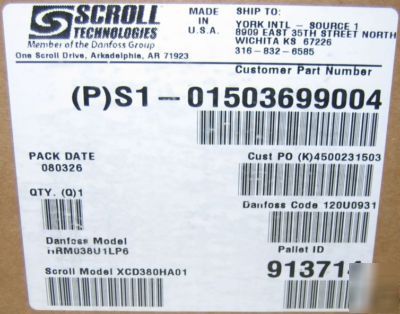 SCROLL
TECHNOLOGIES
Member of the Danfoss Group
One Scroll Drive, Arkadelphia, AR 71923
MADE
IN
U.S.A.
SHIP TO:
YORK INTL - SOURCE 1
8909 EAST 35TH STREET NORTH
WICHITA KS 67226
316-832-6585
Customer Part Number
(P)S1-01503699004
PACK DATE
080326
Cust PO (K)4500231503
QTY. (Q)1
Danfoss Code 120U0931
Danfoss Model
HRM038U1LP6
Pallet ID
913714
Scroll Model XCD380HA01